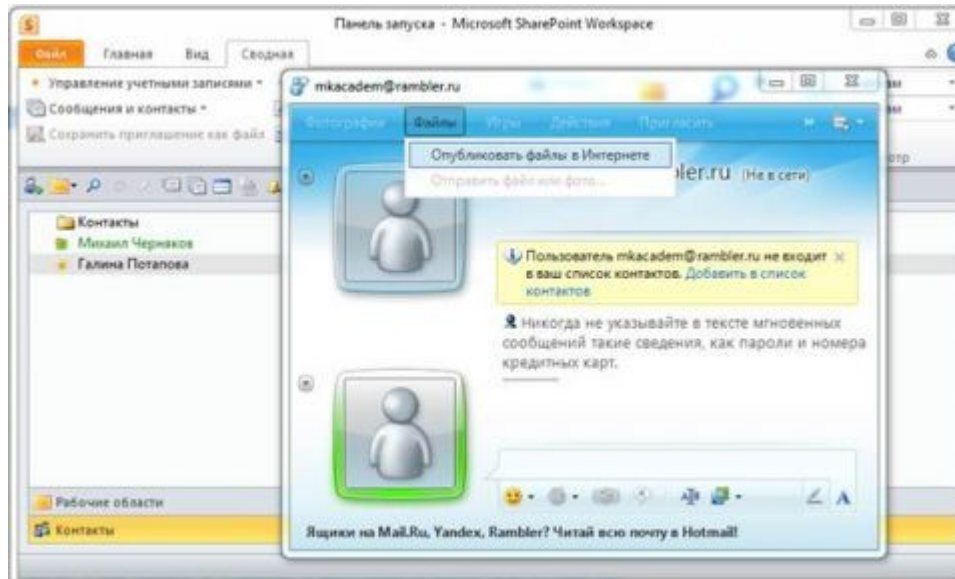 Панель запуска - Microsoft SharePoint Workspace
Файл Главная Вид Сводная
Управление учетными записями
Сообщения и контакты
Сохранить приглашение как файл
mkacadem@rambler.ru
Фотографии Файлы Игры Действия Пригласить
Опубликовать файлы в Интернете
Отправить файл или фото...
bler.ru (Не в сети)
Контакты
Михаил Черняков
Галина Потапова
Пользователь mkacadem@rambler.ru не входит
в ваш список контактов. Добавить в список
контактов
Никогда не указывайте в тексте мгновенных
сообщений такие сведения, как пароли и номера
кредитных карт.
Рабочие области
Контакты
Ящики на Mail.Ru, Yandex, Rambler? Читай всю почту в Hotmail!